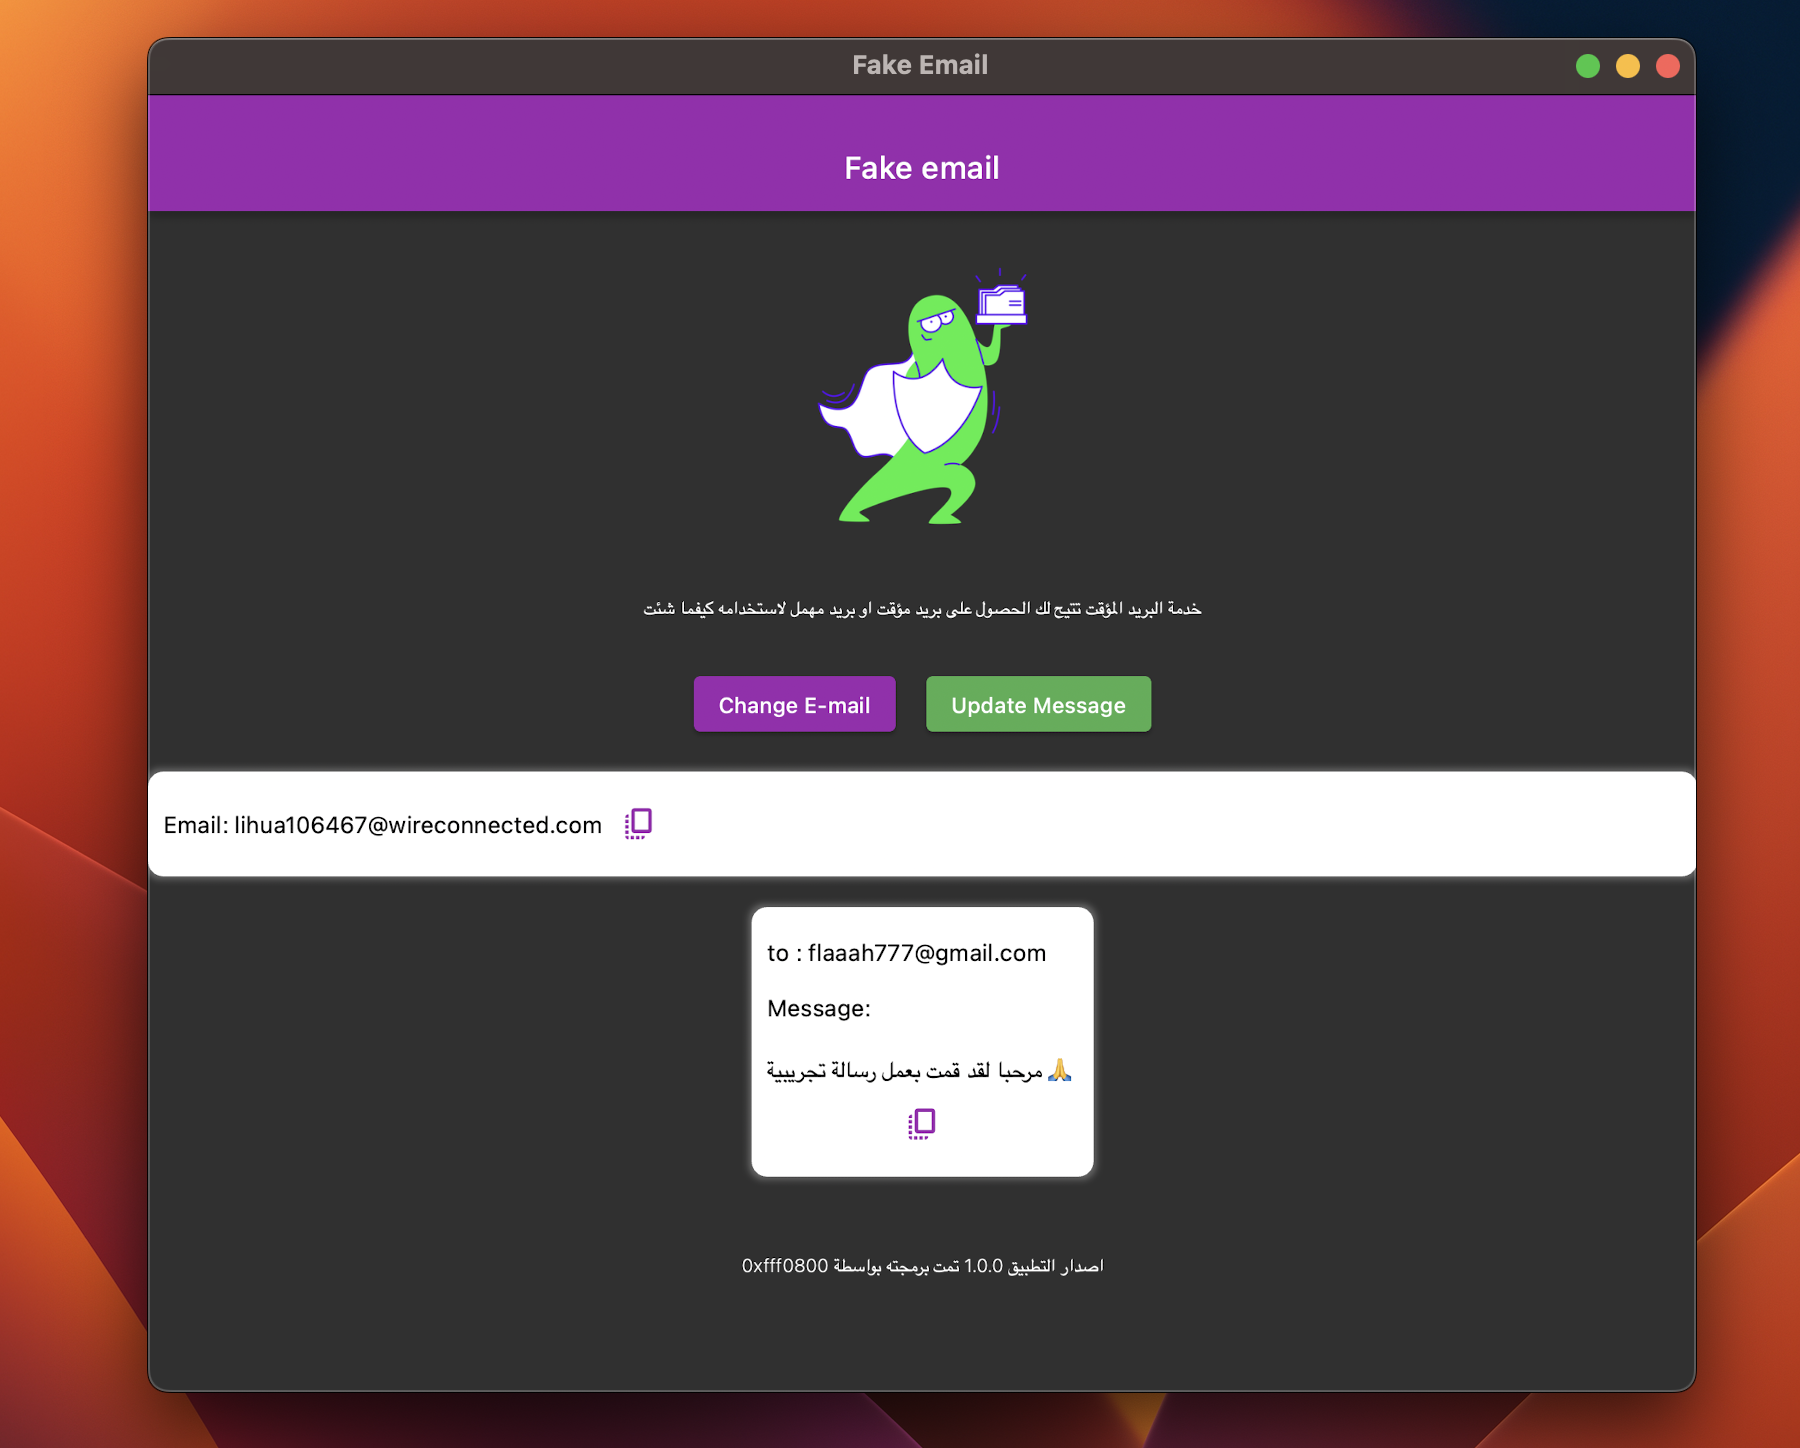 Fake Email
Fake email
خدمة البريد المؤقت تتيح لك الحصول على بريد مؤقت او بريد مهمل لاستخدامه كيفما شئت
Change E-mail
Update Message
Email: lihua106467@wireconnected.com
to : flaaah777@gmail.com
Message:
🙏 مرحبا لقد قمت بعمل رسالة تجريبية
اصدار التطبيق 1.0.0 تمت برمجته بواسطة 0xfff0800